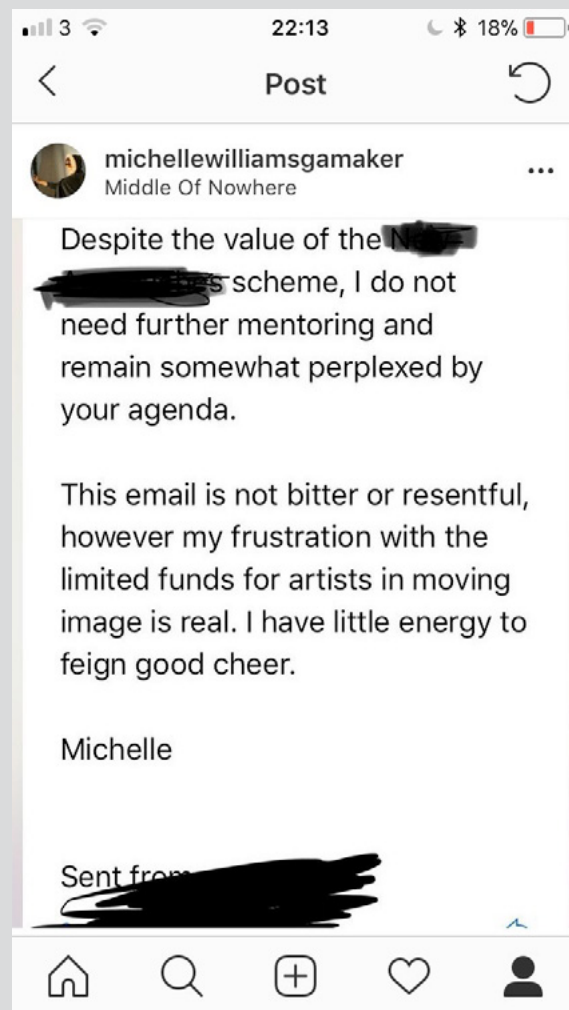 3
22:13
18%
Post
michellewilliamsgamaker
Middle Of Nowhere
Despite the value of the
scheme, I do not
need further mentoring and
remain somewhat perplexed by
your agenda.
This email is not bitter or resentful,
however my frustration with the
limited funds for artists in moving
image is real. I have little energy to
feign good cheer.
Michelle
Sent from